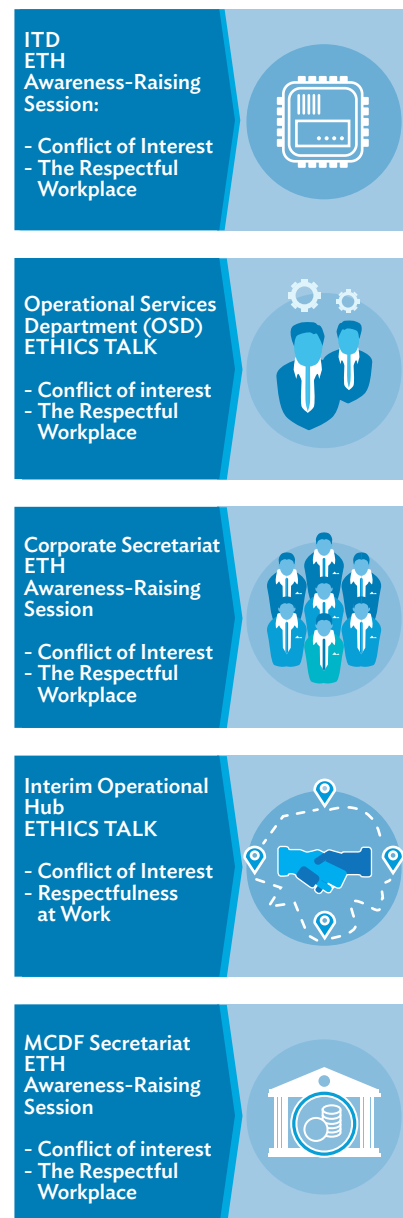 ITD
ETH
Awareness-Raising
Session:
- Conflict of Interest
- The Respectful
Workplace
Operational Services
Department (OSD)
ETHICS TALK
- Conflict of interest
- The Respectful
Workplace
Corporate Secretariat
ETH
Awareness-Raising
Session
- Conflict of Interest
- The Respectful
Workplace
Interim Operational
Hub
ETHICS TALK
- Conflict of Interest
- Respectfulness
at Work
MCDF Secretariat
ETH
Awareness-Raising
Session
- Conflict of interest
- The Respectful
Workplace